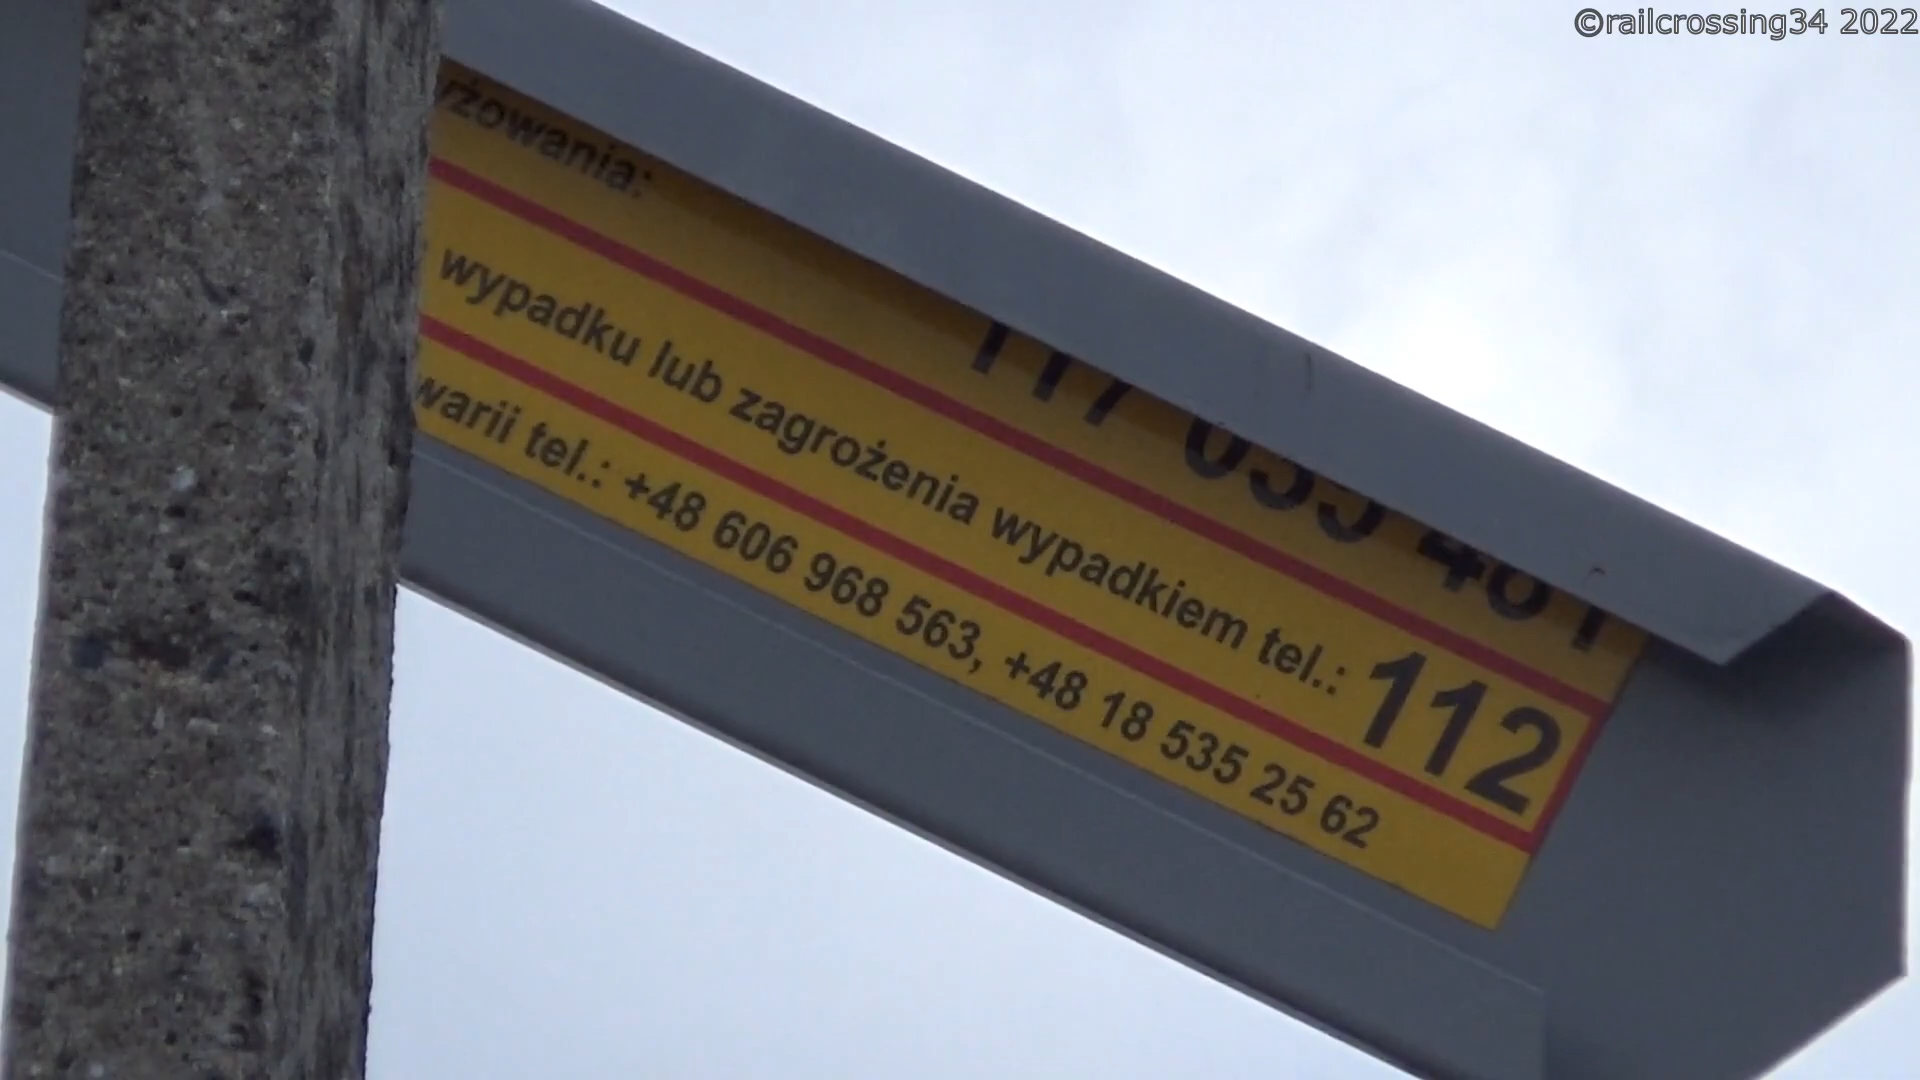 ©railcrossing34 2022
yżowania:
wypadku lub zagrożenia wypadkiem tel.: 112
warii tel.: +48 606 968 563, +48 18 535 25 62